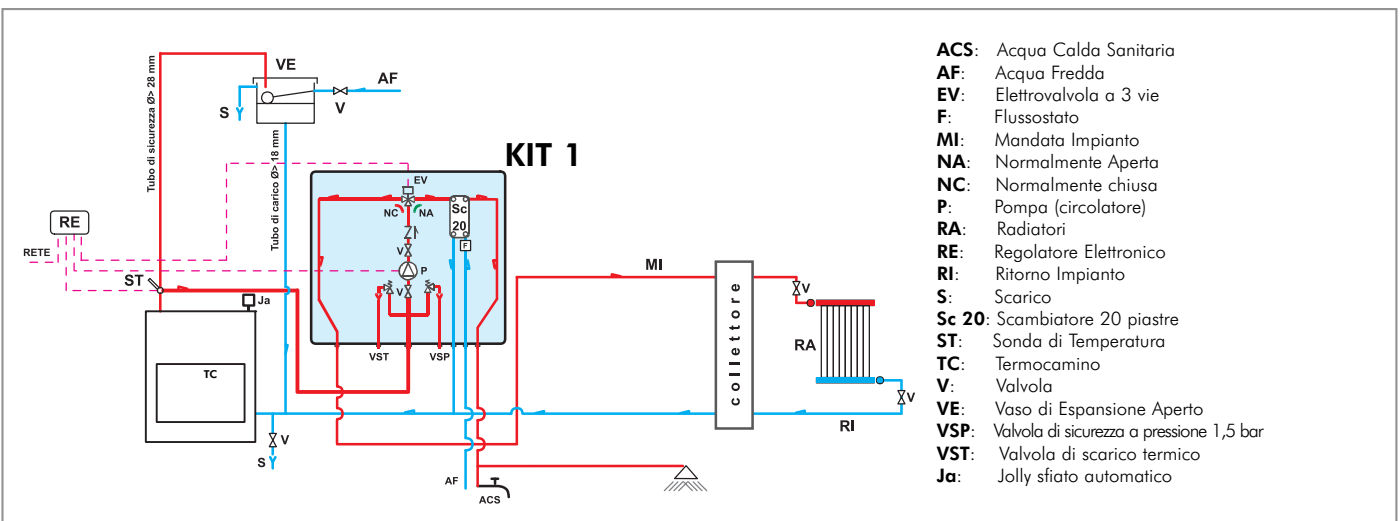 VE
AF
S
V
Tubo di sicurezza Ø> 28 mm
Tubo di carico Ø> 18 mm
KIT 1
EV
NC
NA
Sc
20
F
V
P
V
RE
RETE
ST
Ja
TC
VST
VSP
MI
collettore
V
RA
V
RI
V
S
AF
ACS
ACS: Acqua Calda Sanitaria
AF: Acqua Fredda
EV: Elettrovalvola a 3 vie
F: Flussostato
MI: Mandata Impianto
NA: Normalmente Aperta
NC: Normalmente chiusa
P: Pompa (circolatore)
RA: Radiatori
RE: Regolatore Elettronico
RI: Ritorno Impianto
S: Scarico
Sc 20: Scambiatore 20 piastre
ST: Sonda di Temperatura
TC: Termocamino
V: Valvola
VE: Vaso di Espansione Aperto
VSP: Valvola di sicurezza a pressione 1,5 bar
VST: Valvola di scarico termico
Ja: Jolly sfiato automatico